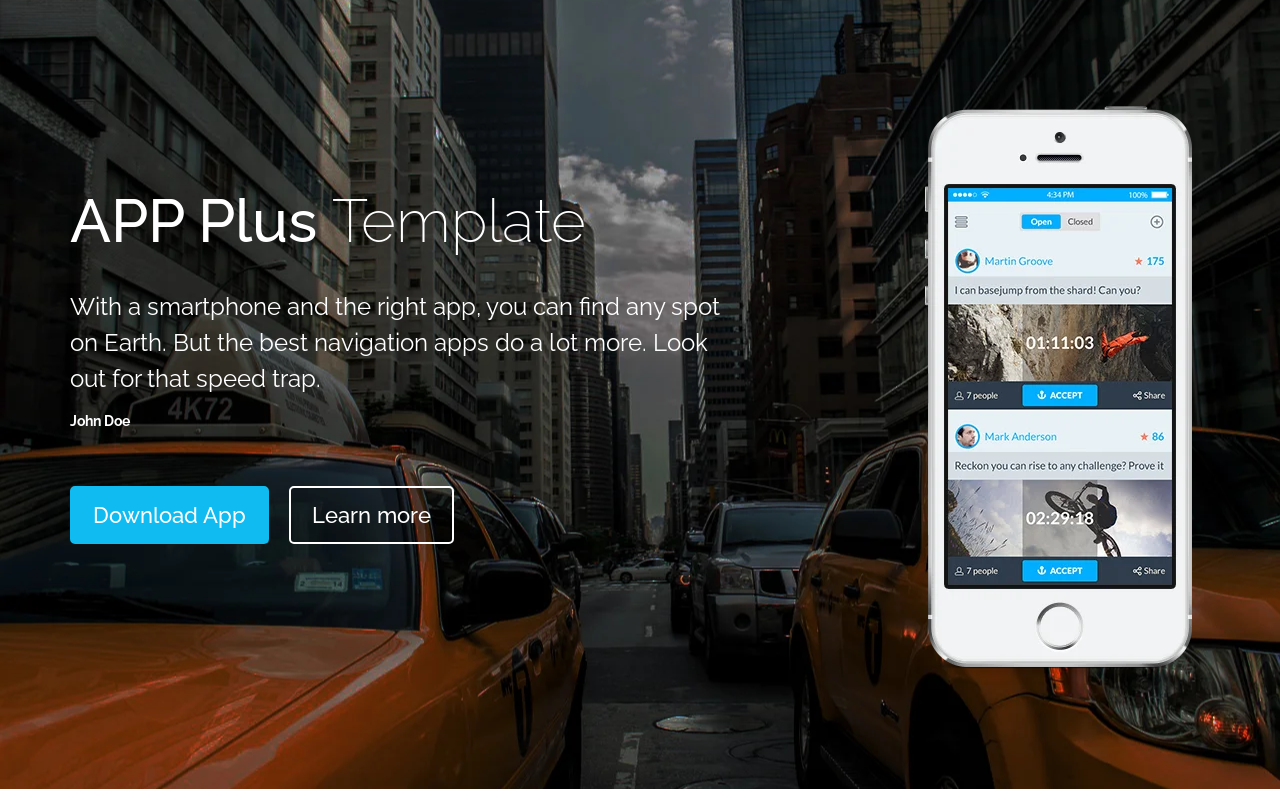 APP Plus Template
With a smartphone and the right app, you can find any spot
on Earth. But the best navigation apps do a lot more. Look
out for that speed trap.
4K72
John Doe
Download App
Learn more
4:34 PM
100%
Open
Closed
Martin Groove
175
I can basejump from the shard! Can you?
01:11:03
7 people
ACCEPT
Share
Mark Anderson
86
Reckon you can rise to any challenge? Prove it
02:29:18
7 people
ACCEPT
Share